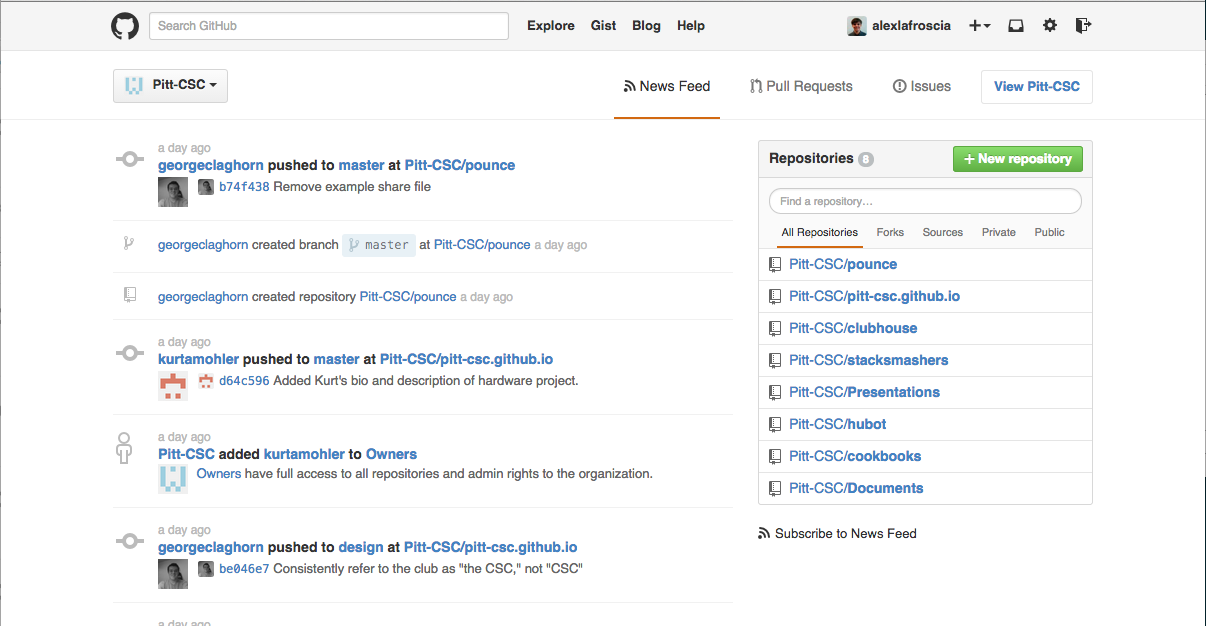 Search GitHub
Explore Gist Blog Help
alexlafroscia
Pitt-CSC
News Feed
Pull Requests
Issues
View Pitt-CSC
a day ago
georgeclaghorn pushed to master at Pitt-CSC/pounce
b74f438 Remove example share file
georgeclaghorn created branch master at Pitt-CSC/pounce a day ago
georgeclaghorn created repository Pitt-CSC/pounce a day ago
a day ago
kurtamohler pushed to master at Pitt-CSC/pitt-csc.github.io
d64c596 Added Kurt's bio and description of hardware project.
a day ago
Pitt-CSC added kurtamohler to Owners
Owners have full access to all repositories and admin rights to the organization.
a day ago
georgeclaghorn pushed to design at Pitt-CSC/pitt-csc.github.io
be046e7 Consistently refer to the club as "the CSC," not "CSC"
a day ago
Repositories 8
+ New repository
Find a repository…
All Repositories Forks Sources Private Public
Pitt-CSC/pounce
Pitt-CSC/pitt-csc.github.io
Pitt-CSC/clubhouse
Pitt-CSC/stacksmashers
Pitt-CSC/Presentations
Pitt-CSC/hubot
Pitt-CSC/cookbooks
Pitt-CSC/Documents
Subscribe to News Feed